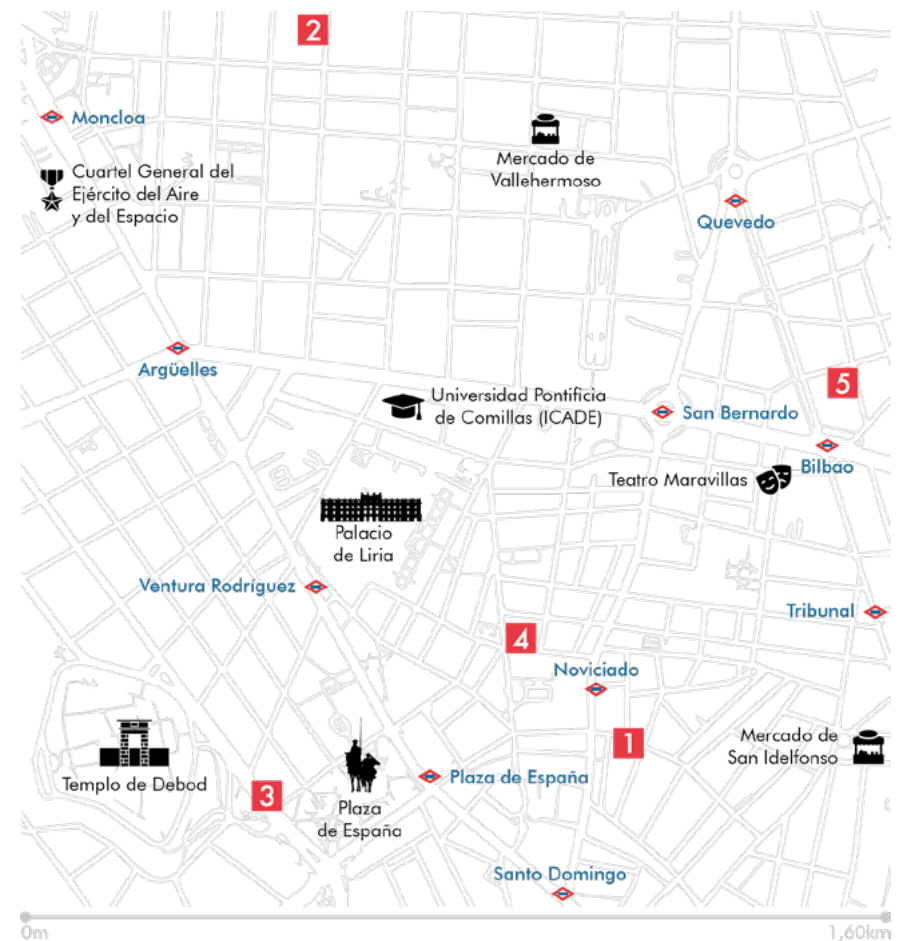 2
Moncloa
Cuartel General del
Ejército del Aire
y del Espacio
Mercado de
Vallehermoso
Quevedo
Argüelles
5
Universidad Pontificia
de Comillas (ICADE)
San Bernardo
Bilbao
Teatro Maravillas
Palacio
de Liria
Ventura Rodríguez
Tribunal
4
Noviciado
1
Mercado de
San Idelfonso
Templo de Debod
3
Plaza
de España
Plaza de España
Santo Domingo
0m
1,60km